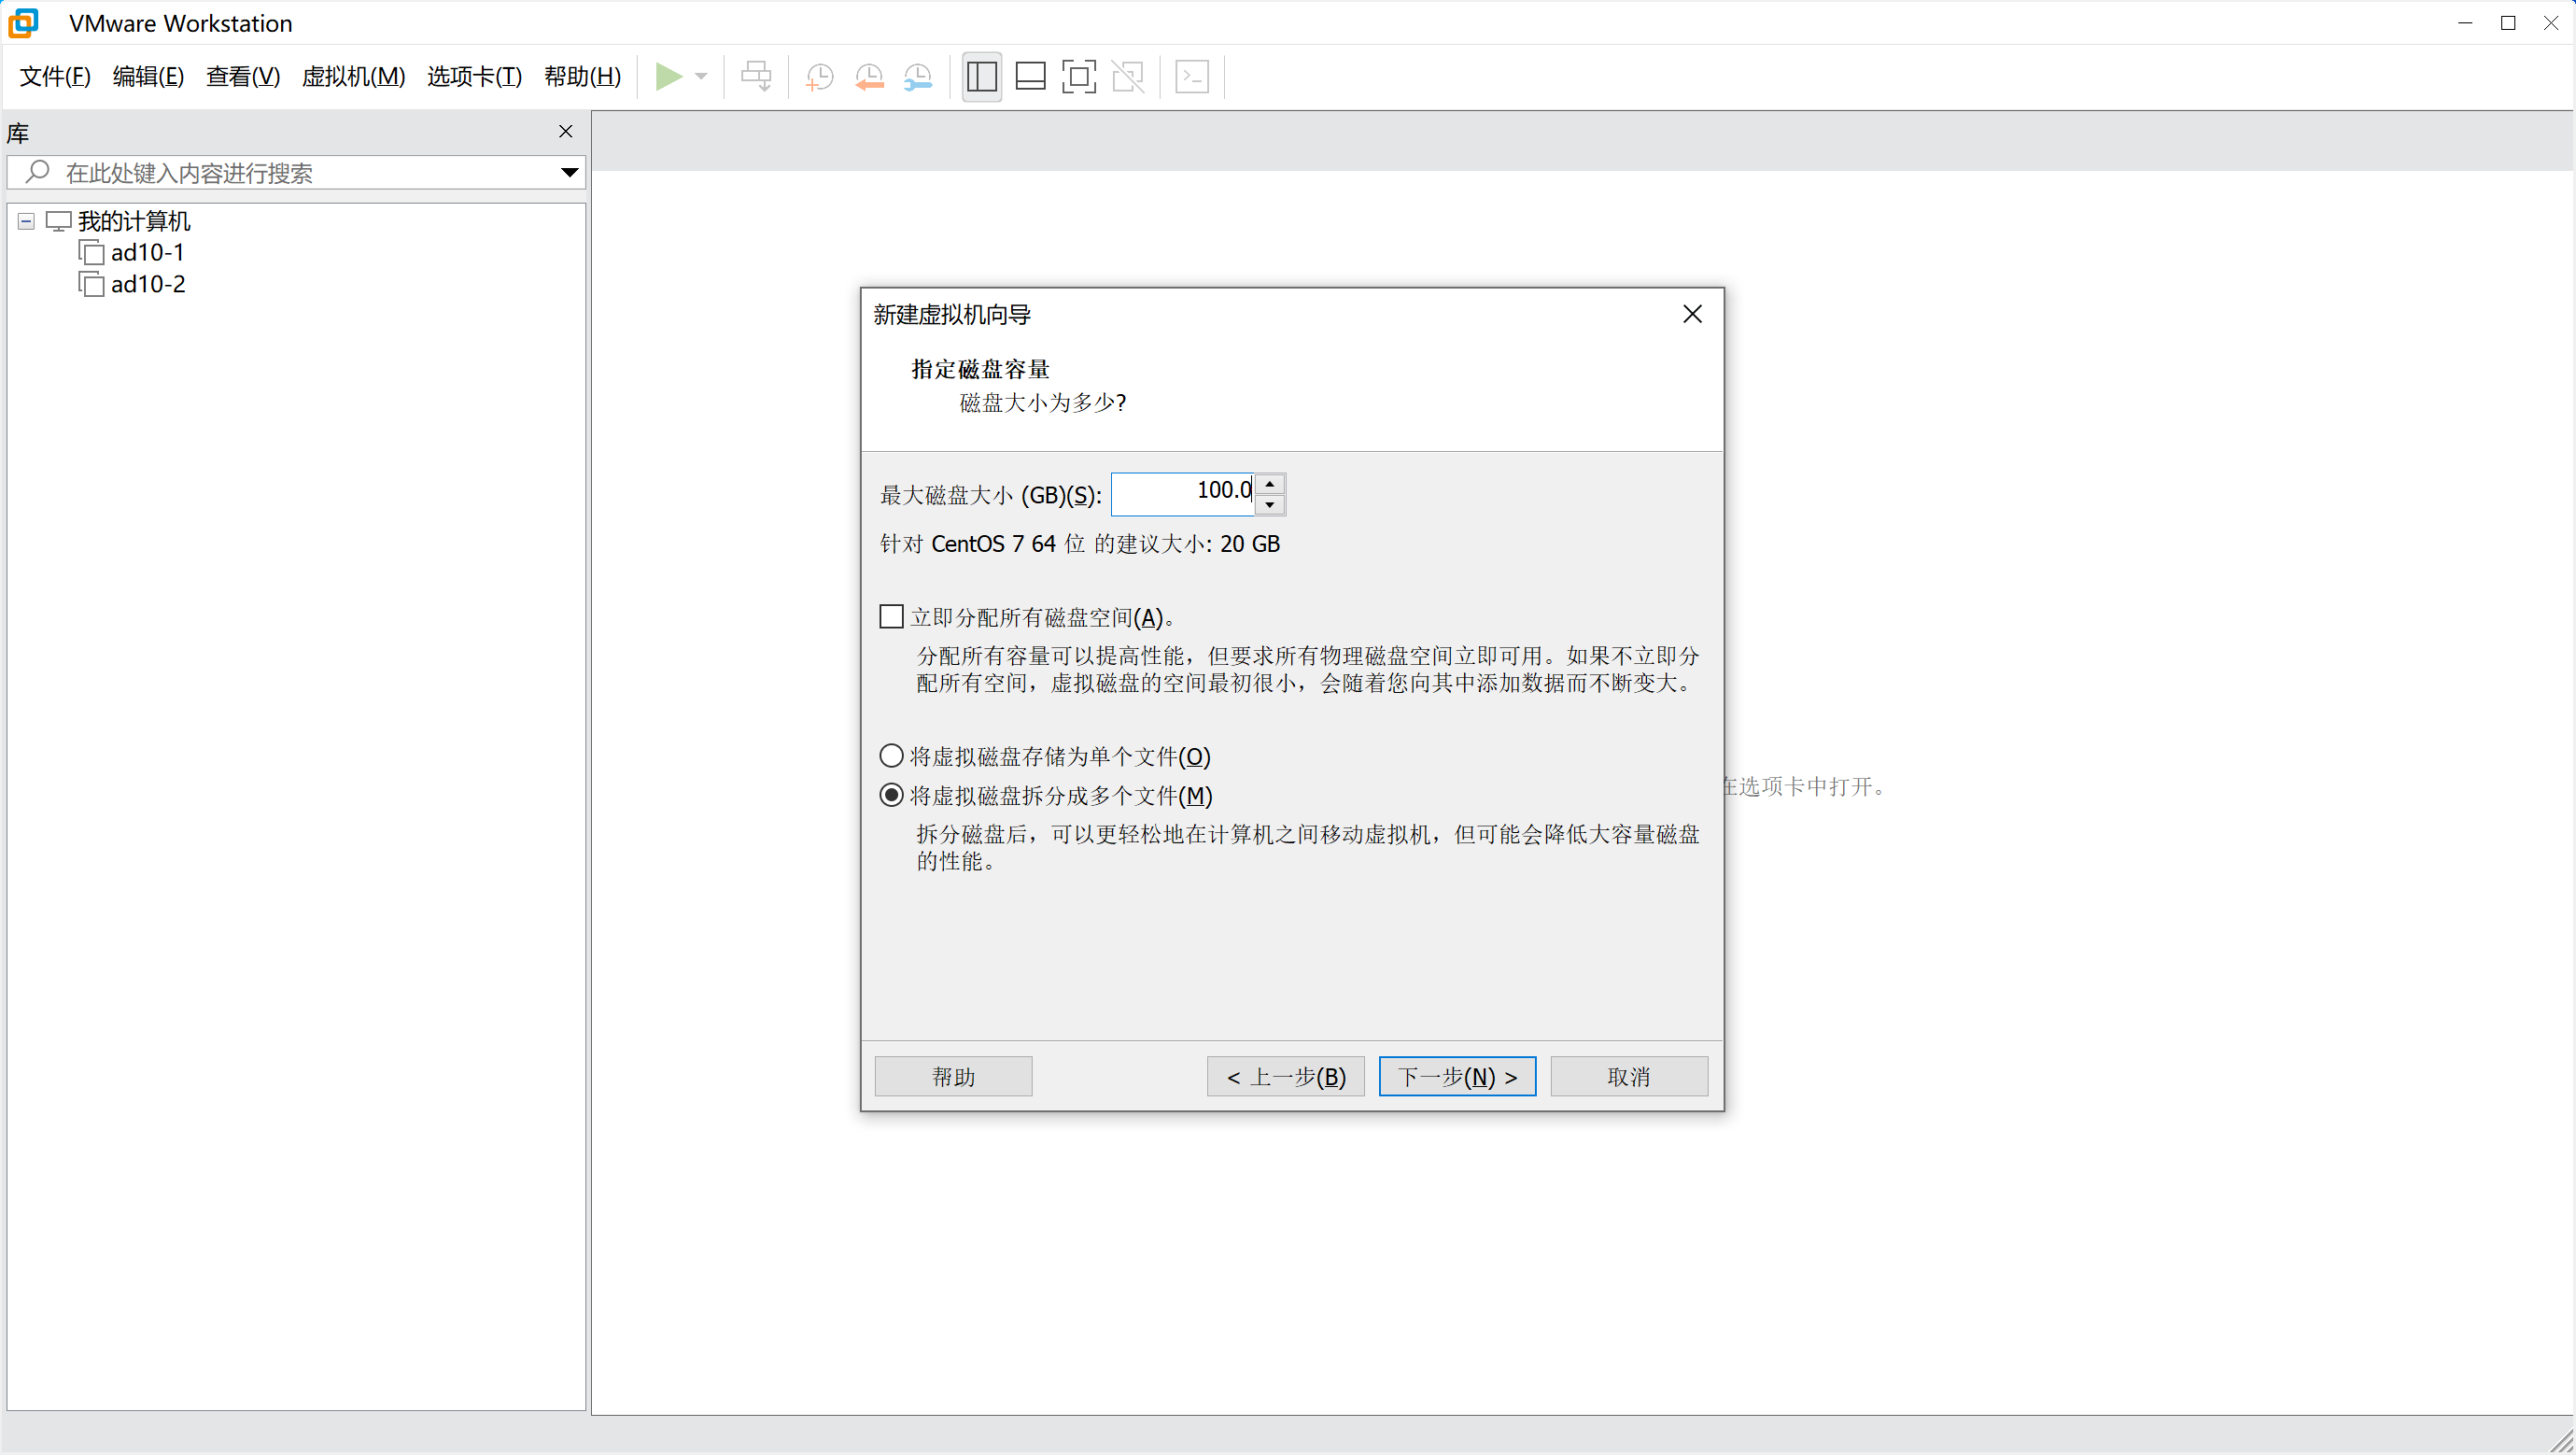 VMware Workstation
文件(F) 编辑(E) 查看(V) 虚拟机(M) 选项卡(T) 帮助(H)
库
在此处键入内容进行搜索
我的计算机
ad10-1
ad10-2
新建虚拟机向导
指定磁盘容量
磁盘大小为多少?
最大磁盘大小 (GB)(S): 100.0
针对 CentOS 7 64 位 的建议大小: 20 GB
立即分配所有磁盘空间(A)。
分配所有容量可以提高性能，但要求所有物理磁盘空间立即可用。如果不立即分
配所有空间，虚拟磁盘的空间最初很小，会随着您向其中添加数据而不断变大。
将虚拟磁盘存储为单个文件(O)
将虚拟磁盘拆分成多个文件(M)
拆分磁盘后，可以更轻松地在计算机之间移动虚拟机，但可能会降低大容量磁盘
的性能。
在选项卡中打开。
帮助 < 上一步(B) 下一步(N) > 取消